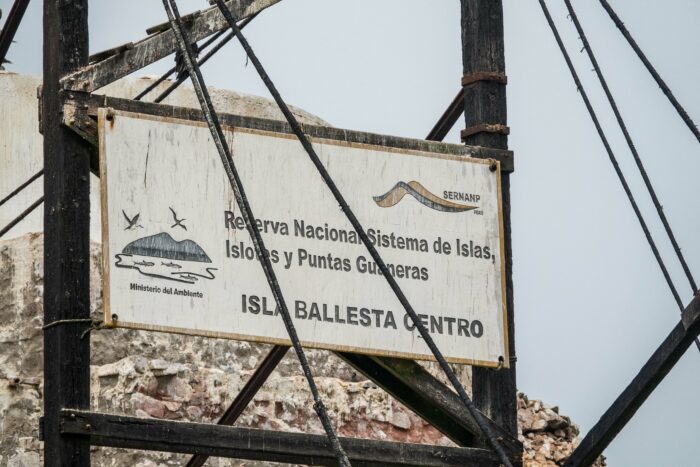 SERNANP
PERÚ
Reserva Nacional Sistema de Islas,
Islotes y Puntas Guaneras
Ministerio del Ambiente
ISLA BALLESTA CENTRO